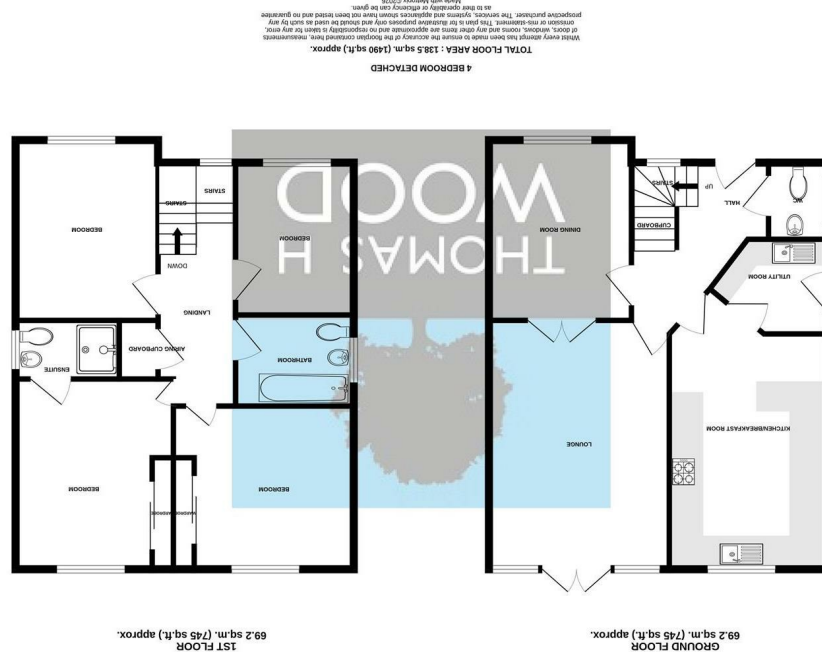 GROUND FLOOR
69.2 sq.m. (745 sq.ft.) approx.
KITCHEN/BREAKFAST ROOM
LOUNGE
UTILITY ROOM
WC
HALL
UP
STAIRS
CUPBOARD
DINING ROOM
1ST FLOOR
69.2 sq.m. (745 sq.ft.) approx.
BEDROOM
BEDROOM
BATHROOM
ENSUITE
AIRING CUPBOARD
LANDING
DOWN
STAIRS
STAIRS
BEDROOM
BEDROOM
THOMAS H
WOOD
4 BEDROOM DETACHED
TOTAL FLOOR AREA : 138.5 sq.m. (1490 sq.ft.) approx.
Whilst every attempt has been made to ensure the accuracy of the floorplan contained here, measurements
of doors, windows, rooms and any other items are approximate and no responsibility is taken for any error,
omission or mis-statement. This plan is for illustrative purposes only and should be used as such by any
prospective purchaser. The services, systems and appliances shown have not been tested and no guarantee
as to their operability or efficiency can be given.
Made with Metropix ©2026